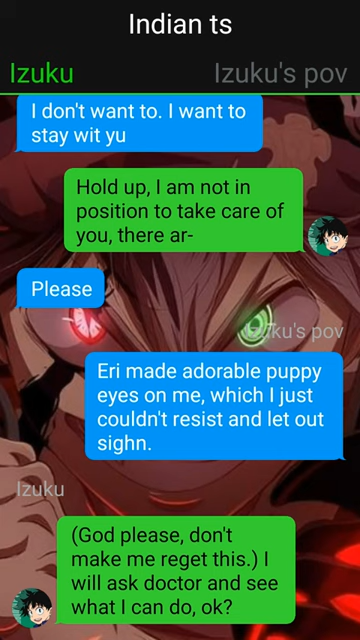 Indian ts
Izuku
Izuku's pov
I don't want to. I want to
stay wit yu
Hold up, I am not in
position to take care of
you, there ar-
Please
Izuku's pov
Eri made adorable puppy
eyes on me, which I just
couldn't resist and let out
sighn.
Izuku
(God please, don't
make me reget this.) I
will ask doctor and see
what I can do, ok?